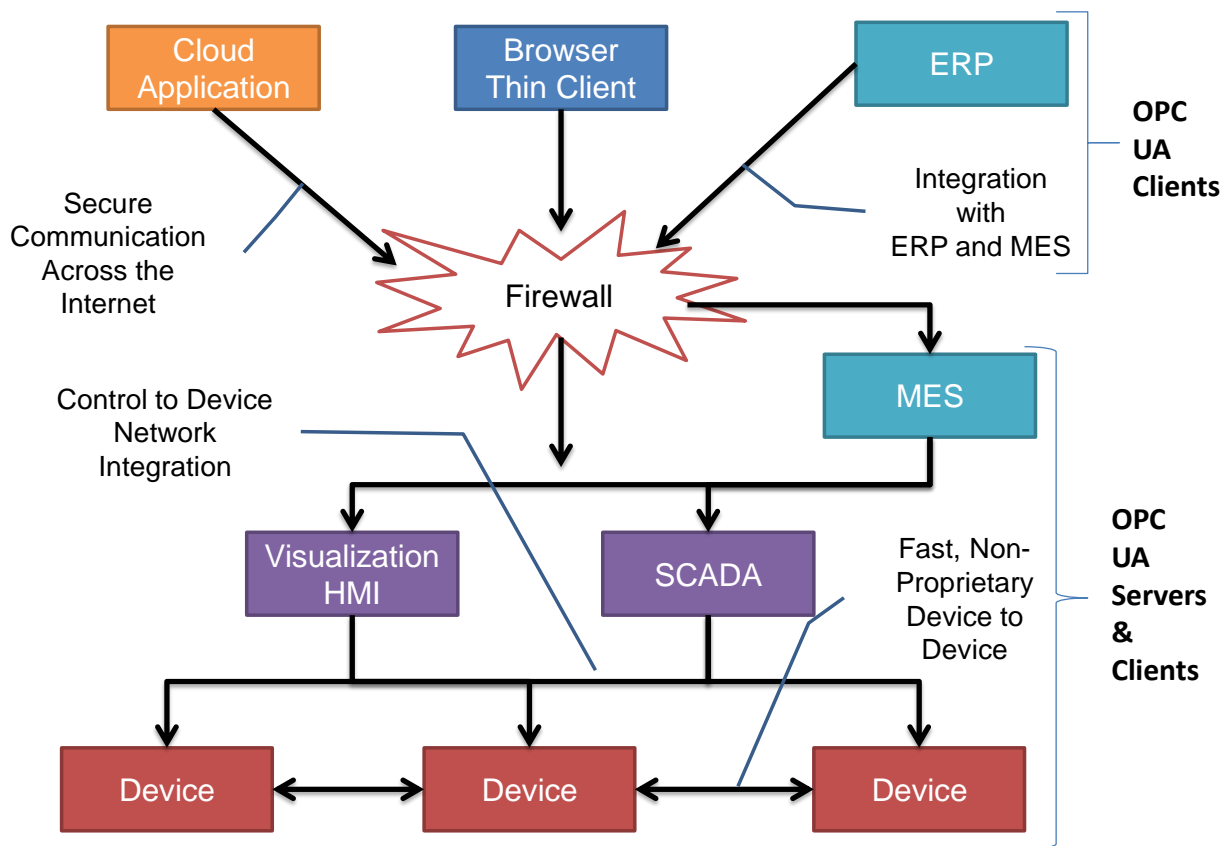 Cloud
Application
Browser
Thin Client
ERP
OPC
UA
Clients
Integration
with
ERP and MES
Secure
Communication
Across the
Internet
Firewall
MES
Control to Device
Network
Integration
Visualization
HMI
SCADA
Fast, Non-
Proprietary
Device to
Device
OPC
UA
Servers
&
Clients
Device
Device
Device